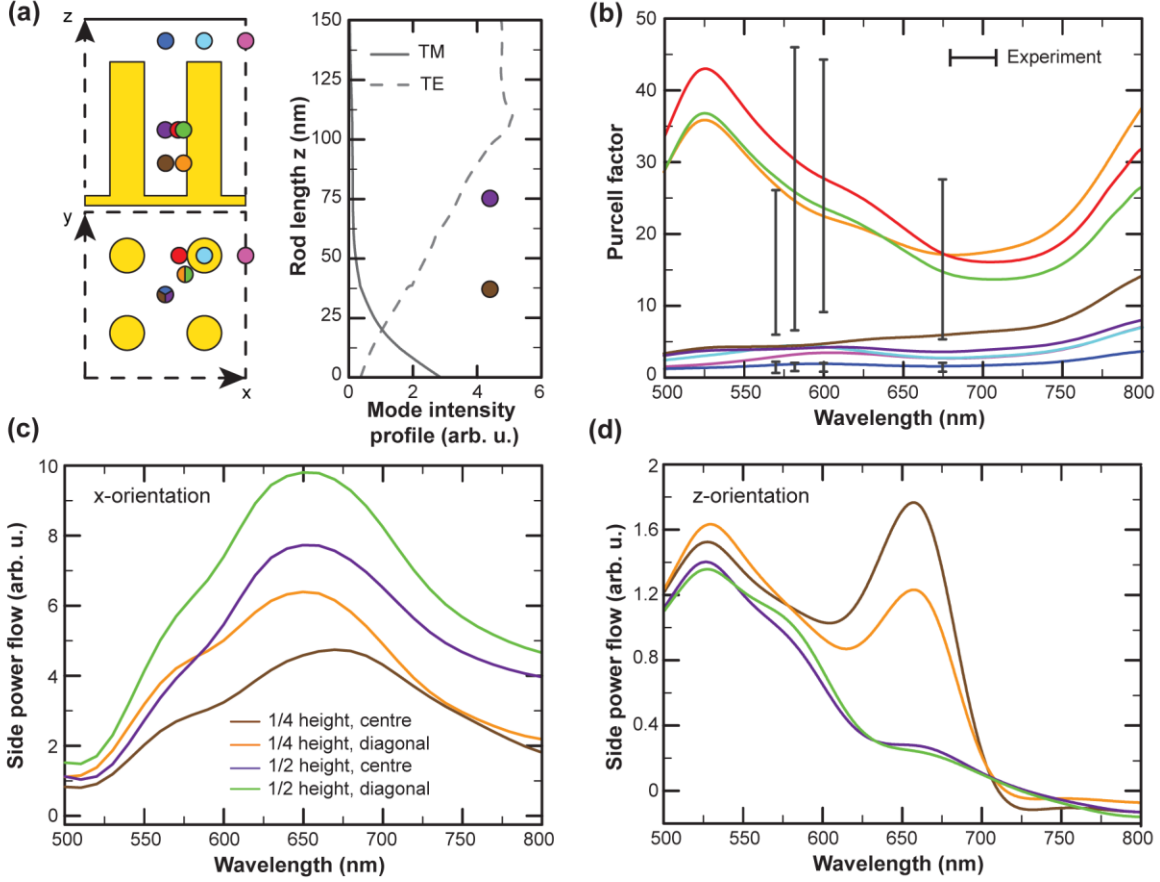 (a)
z
y
x
150
125
100
75
50
25
0
Rod length z (nm)
TM
TE
0
2
4
6
Mode intensity
profile (arb. u.)
(b)
50
40
30
20
10
0
Purcell factor
Experiment
500
550
600
650
700
750
800
Wavelength (nm)
(c)
10
8
6
4
2
0
Side power flow (arb. u.)
x-orientation
1/4 height, centre
1/4 height, diagonal
1/2 height, centre
1/2 height, diagonal
500
550
600
650
700
750
800
Wavelength (nm)
(d)
2
1.6
1.2
0.8
0.4
0
Side power flow (arb. u.)
z-orientation
500
550
600
650
700
750
800
Wavelength (nm)